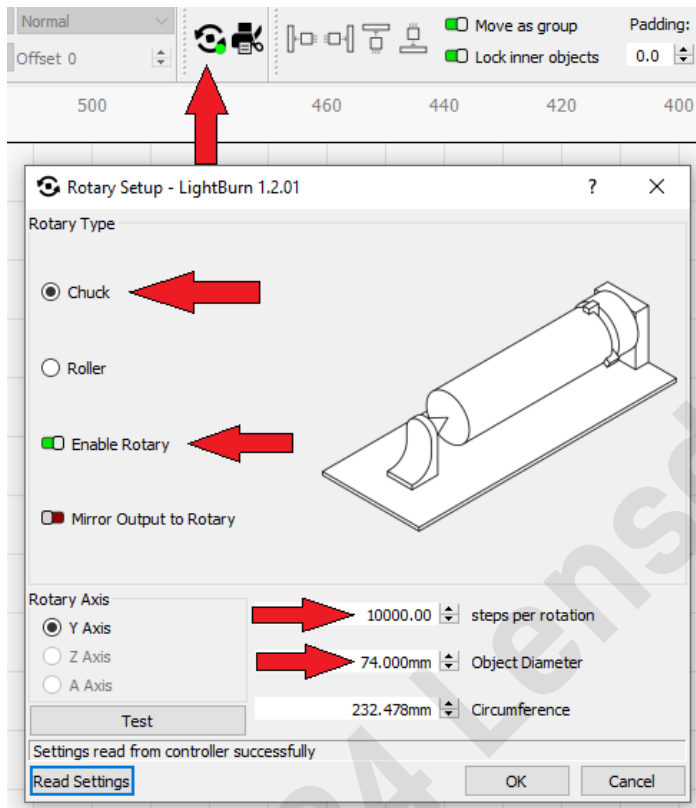 Normal
Move as group Padding:
Offset 0
Lock inner objects 0.0
500 460 440 420 400
Rotary Setup - LightBurn 1.2.01 ? ×
Rotary Type
Chuck
Roller
Enable Rotary
Mirror Output to Rotary
Rotary Axis
10000.00 steps per rotation
Y Axis
Z Axis
74.000mm Object Diameter
A Axis
232.478mm Circumference
Test
Settings read from controller successfully
Read Settings OK Cancel